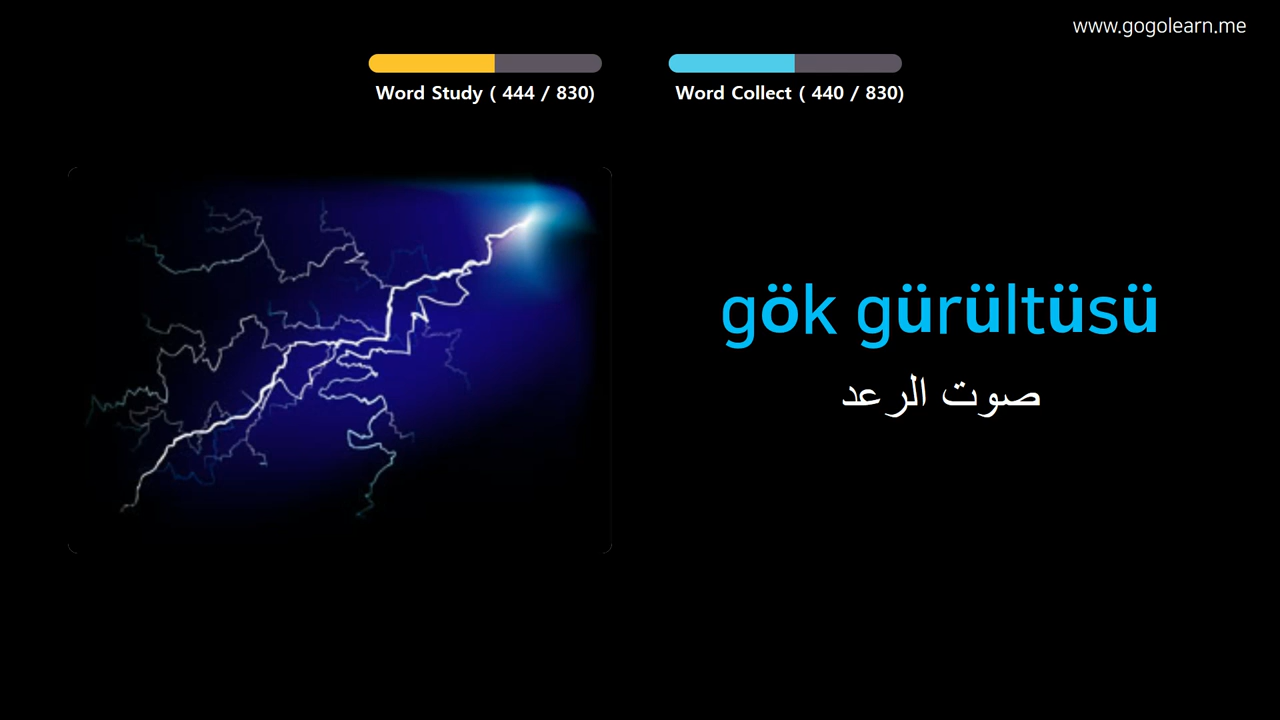 www.gogolearn.me
Word Study ( 444 / 830)
Word Collect ( 440 / 830)
gök gürültüsü
صوت الرعد